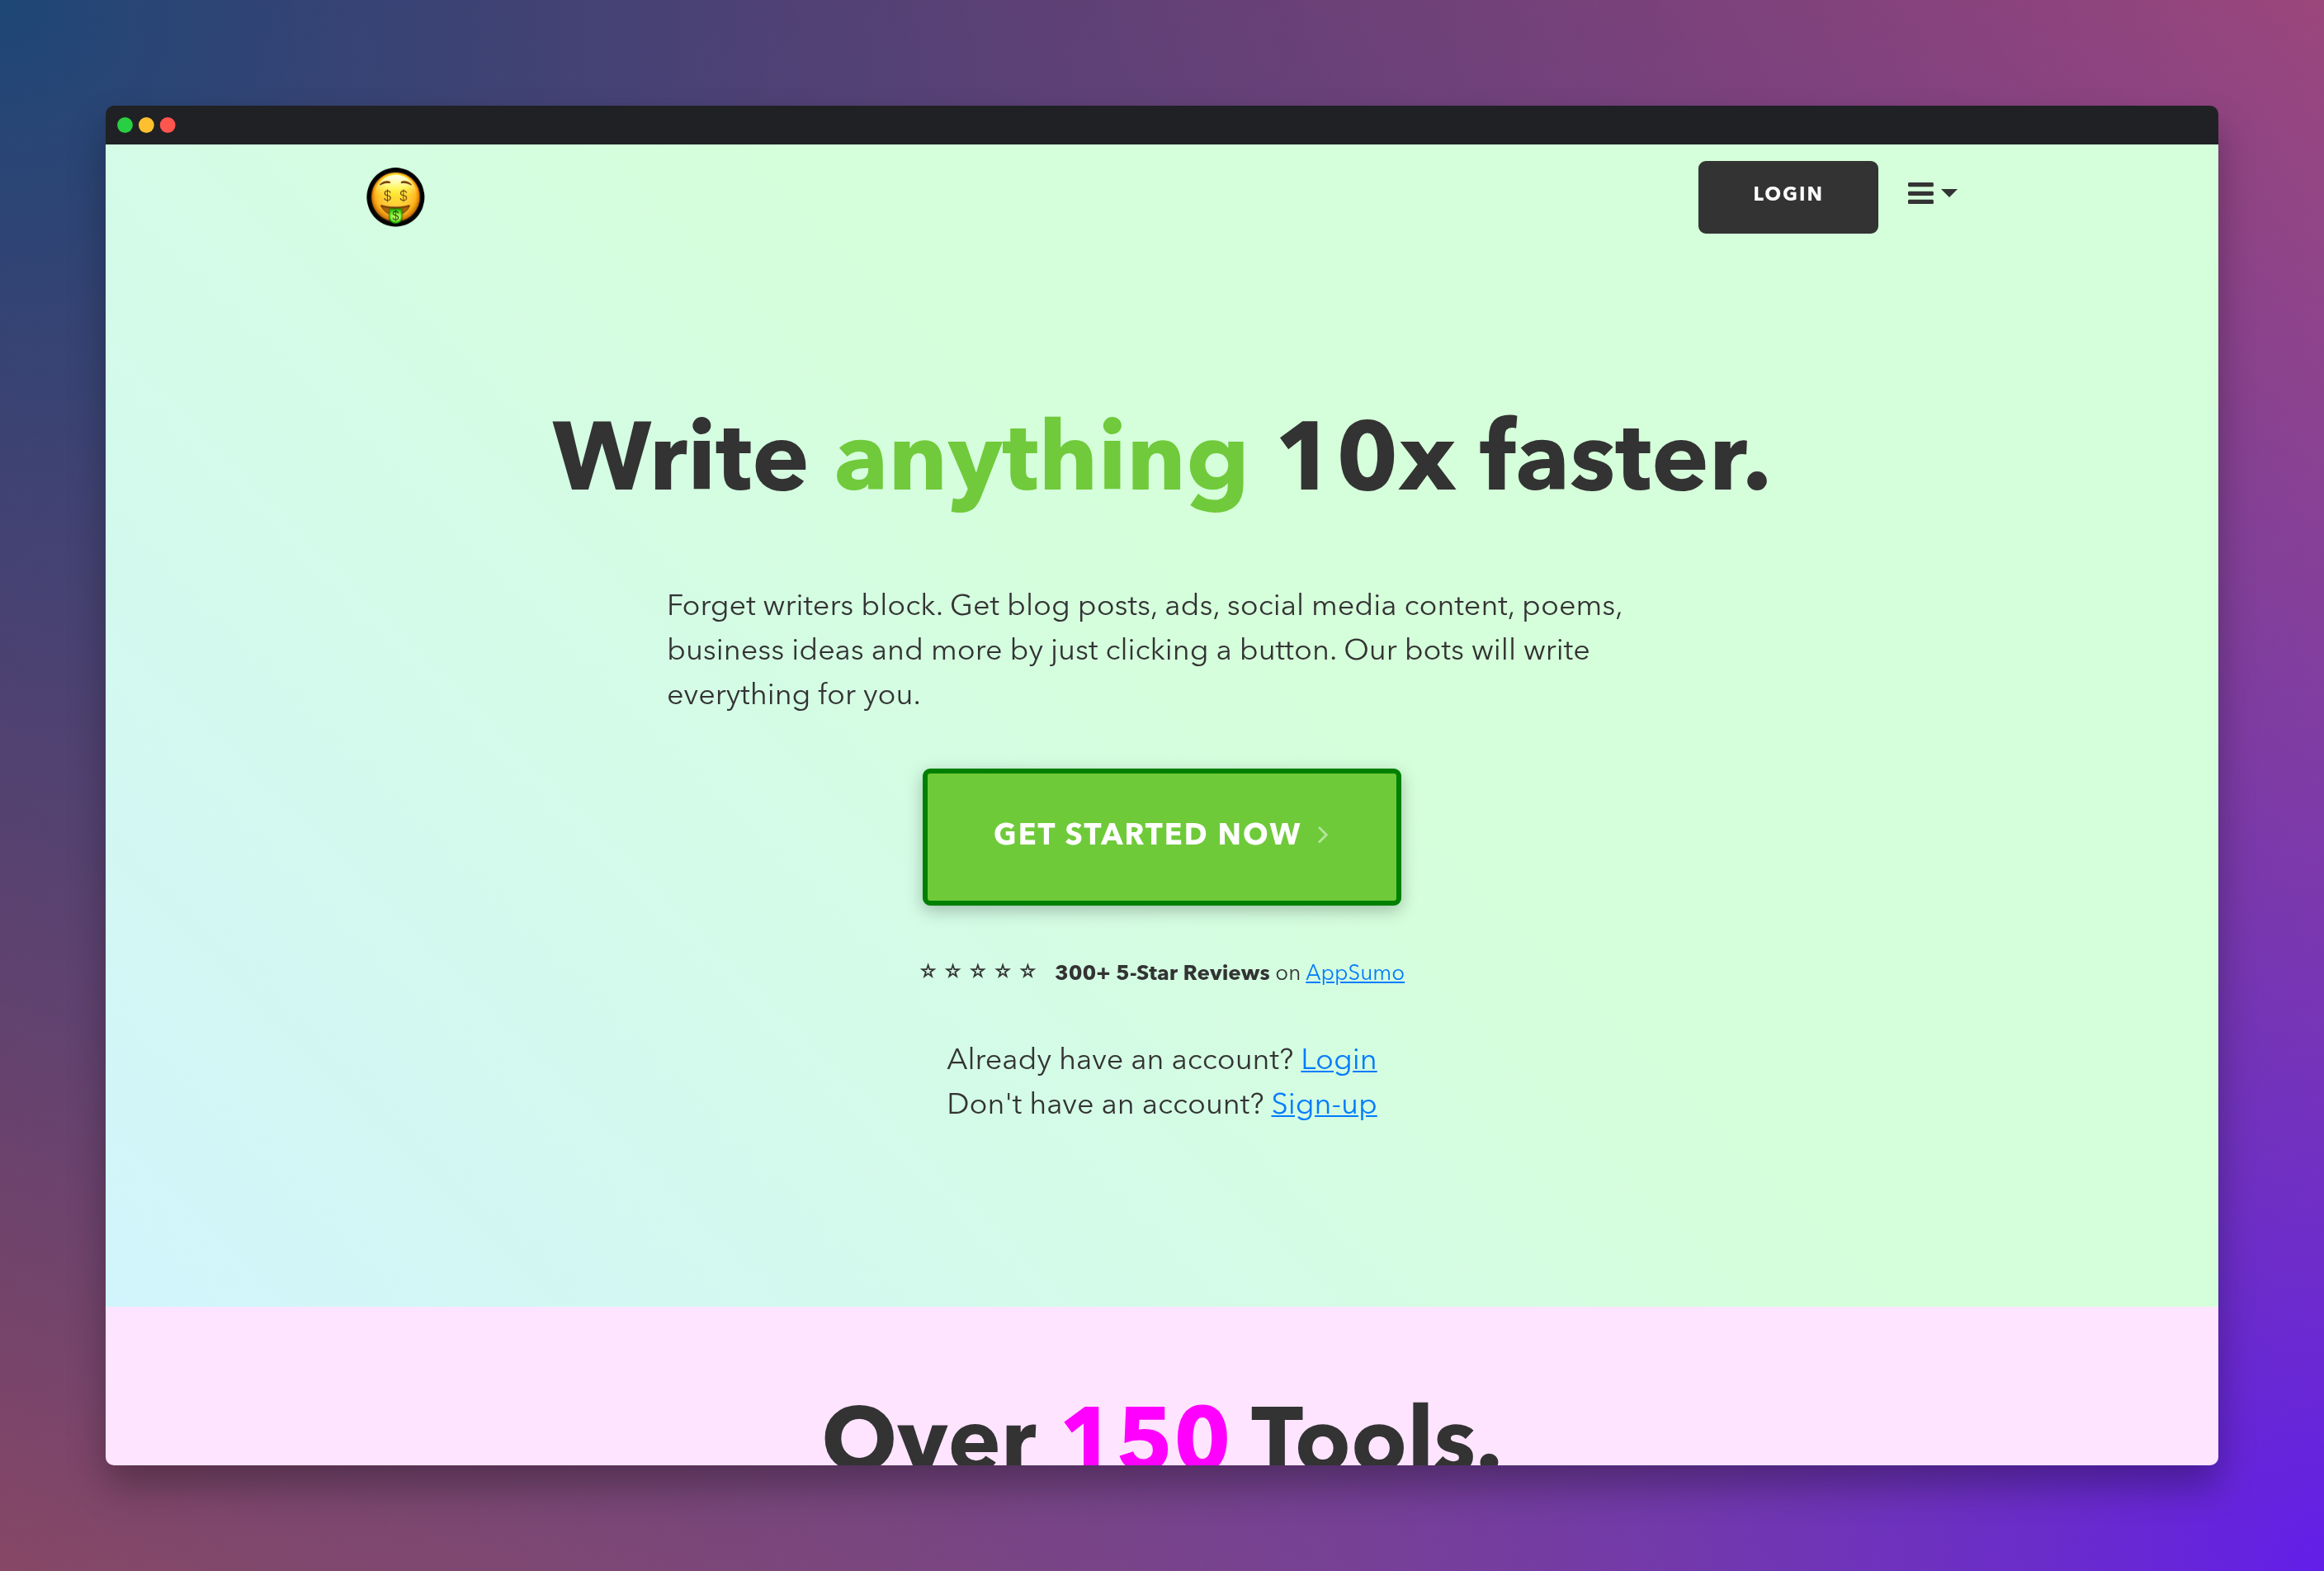 LOGIN
Write anything 10x faster.
Forget writers block. Get blog posts, ads, social media content, poems,
business ideas and more by just clicking a button. Our bots will write
everything for you.
GET STARTED NOW
300+ 5-Star Reviews on AppSumo
Already have an account? Login
Don't have an account? Sign-up
Over 150 Tools.